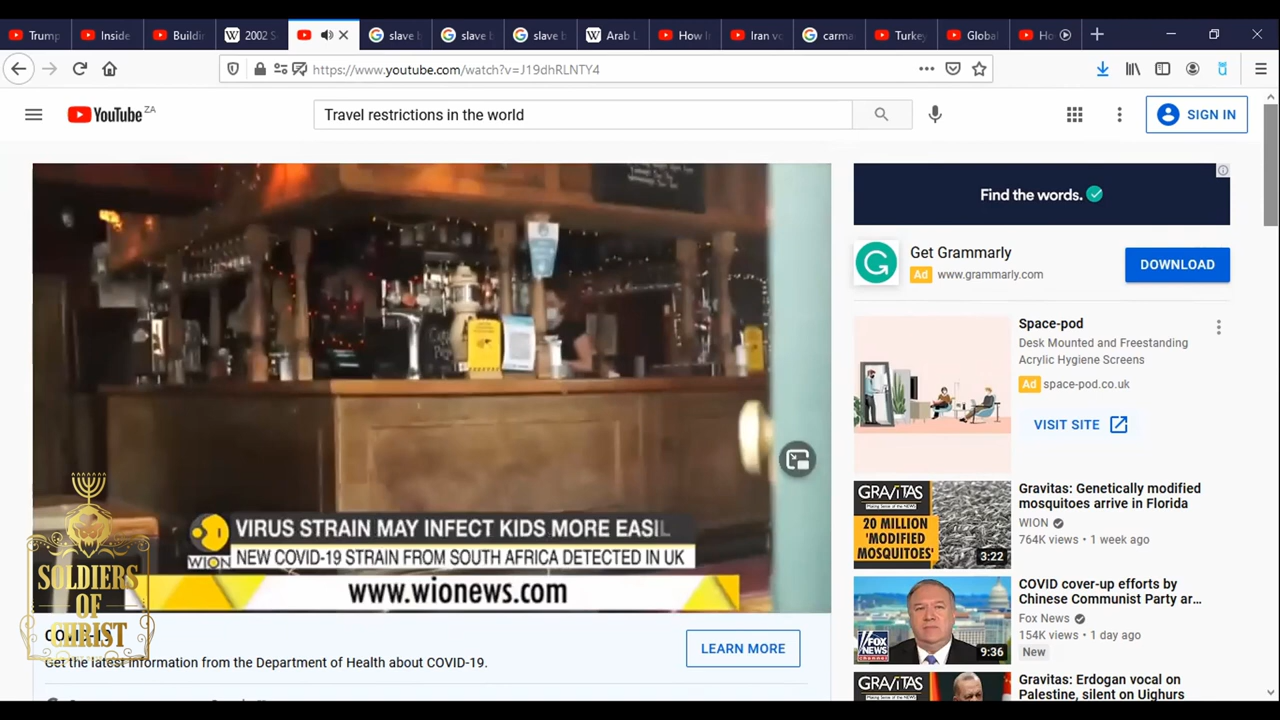 Trump
Inside
Buildin
2002 S
slave b
slave b
slave b
Arab L
How I
Iran vo
carma
Turkey
Global
Ho
https://www.youtube.com/watch?v=J19dhRLNTY4
YouTube ZA
Travel restrictions in the world
SIGN IN
Find the words.
Get Grammarly
Ad www.grammarly.com
DOWNLOAD
Space-pod
Desk Mounted and Freestanding
Acrylic Hygiene Screens
Ad space-pod.co.uk
VISIT SITE
GRAVITAS
20 MILLION
'MODIFIED
MOSQUITOES'
3:22
Gravitas: Genetically modified
mosquitoes arrive in Florida
WION
764K views • 1 week ago
FOX
NEWS
9:36
COVID cover-up efforts by
Chinese Communist Party ar...
Fox News
154K views • 1 day ago
New
GRAVITAS
Gravitas: Erdogan vocal on
Palestine, silent on Uighurs
VIRUS STRAIN MAY INFECT KIDS MORE EASIL
WION
NEW COVID-19 STRAIN FROM SOUTH AFRICA DETECTED IN UK
www.wionews.com
SOLDIERS
OF
CHRIST
COVID-19
Get the latest information from the Department of Health about COVID-19.
LEARN MORE